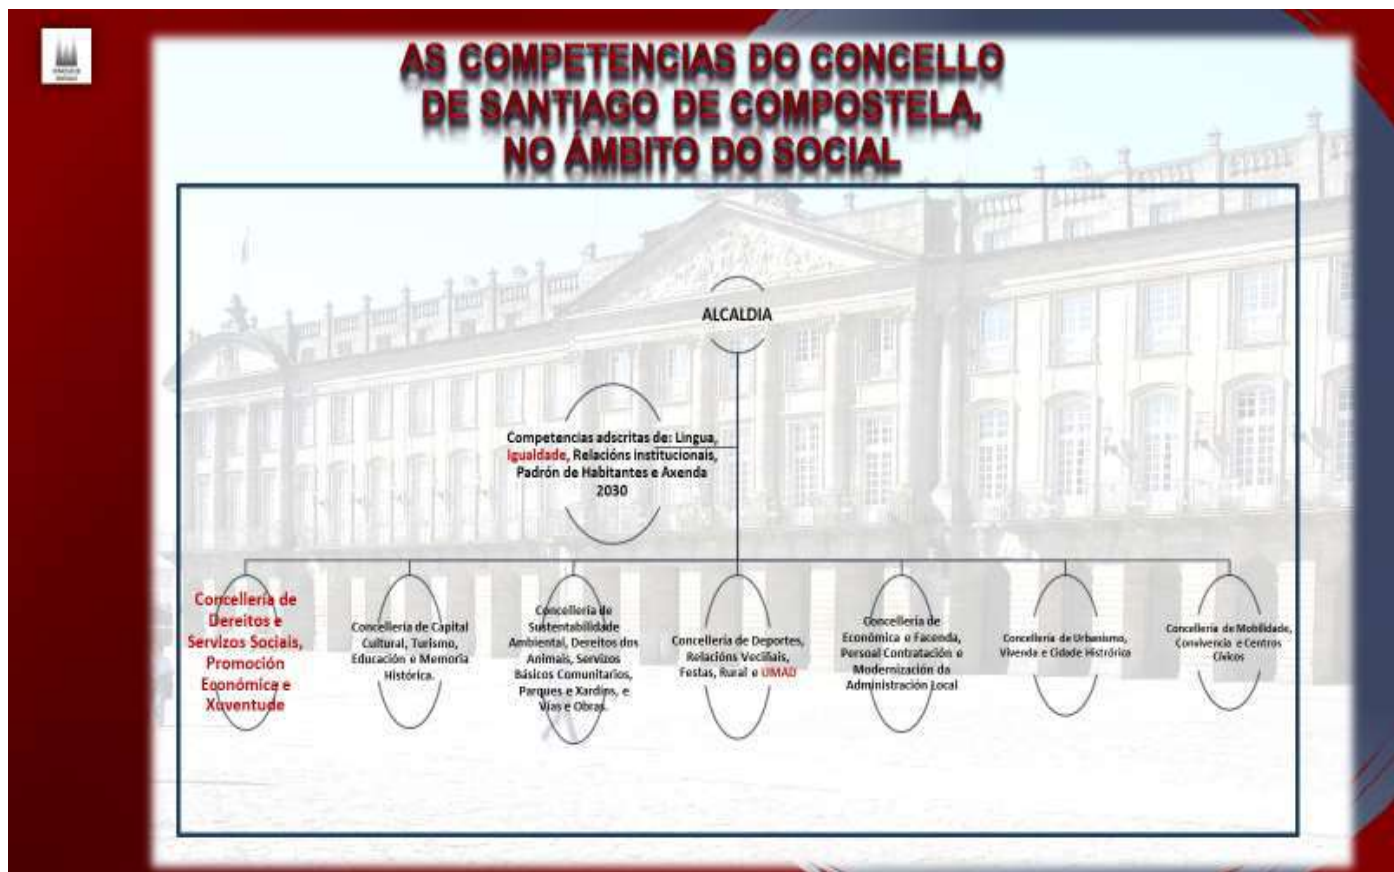 AS COMPETENCIAS DO CONCELLO
DE SANTIAGO DE COMPOSTELA,
NO ÁMBITO DO SOCIAL
ALCALDIA
Competencias adscritas de: Lingua,
Igualdade, Relacións institucionais,
Padrón de Habitantes e Axenda
2030
Concellería de
Dereitos e
Servizos Sociais,
Promoción
Económica e
Xuventude
Concellería de Capital
Cultural, Turismo,
Educación e Memoria
Histórica.
Concellería de
Sustentabilidade
Ambiental, Dereitos dos
Animais, Servizos
Básicos Comunitarios,
Parques e Xardíns, e
Vías e Obras.
Concellería de Deportes,
Relacións Veciñais,
Festas, Rural e UMAD
Concellería de
Económica e Facenda,
Persoal Contratación e
Modernización da
Administración Local
Concellería de Urbanismo,
Vivenda e Cidade Histrórica
Concellería de Mobilidade,
Convivencia e Centros
Cívicos